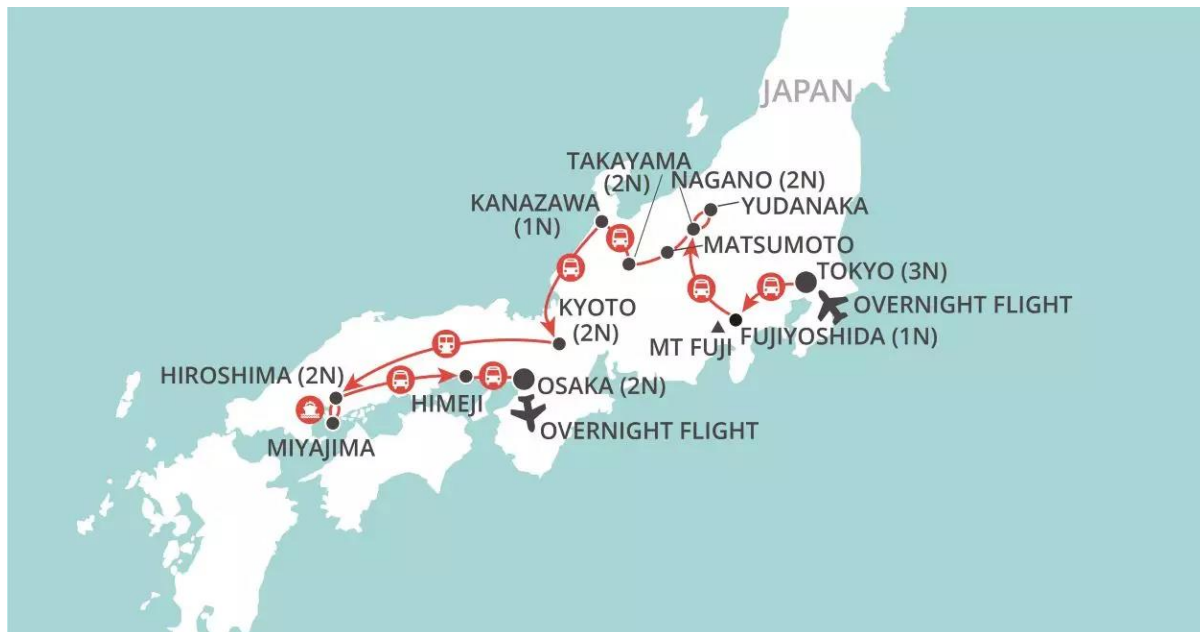 JAPAN
TAKAYAMA
(2N)
NAGANO (2N)
KANAZAWA
(1N)
YUDANAKA
MATSUMOTO
TOKYO (3N)
OVERNIGHT FLIGHT
KYOTO
(2N)
MT FUJI
FUJIYOSHIDA (1N)
HIROSHIMA (2N)
HIMEJI
OSAKA (2N)
OVERNIGHT FLIGHT
MIYAJIMA